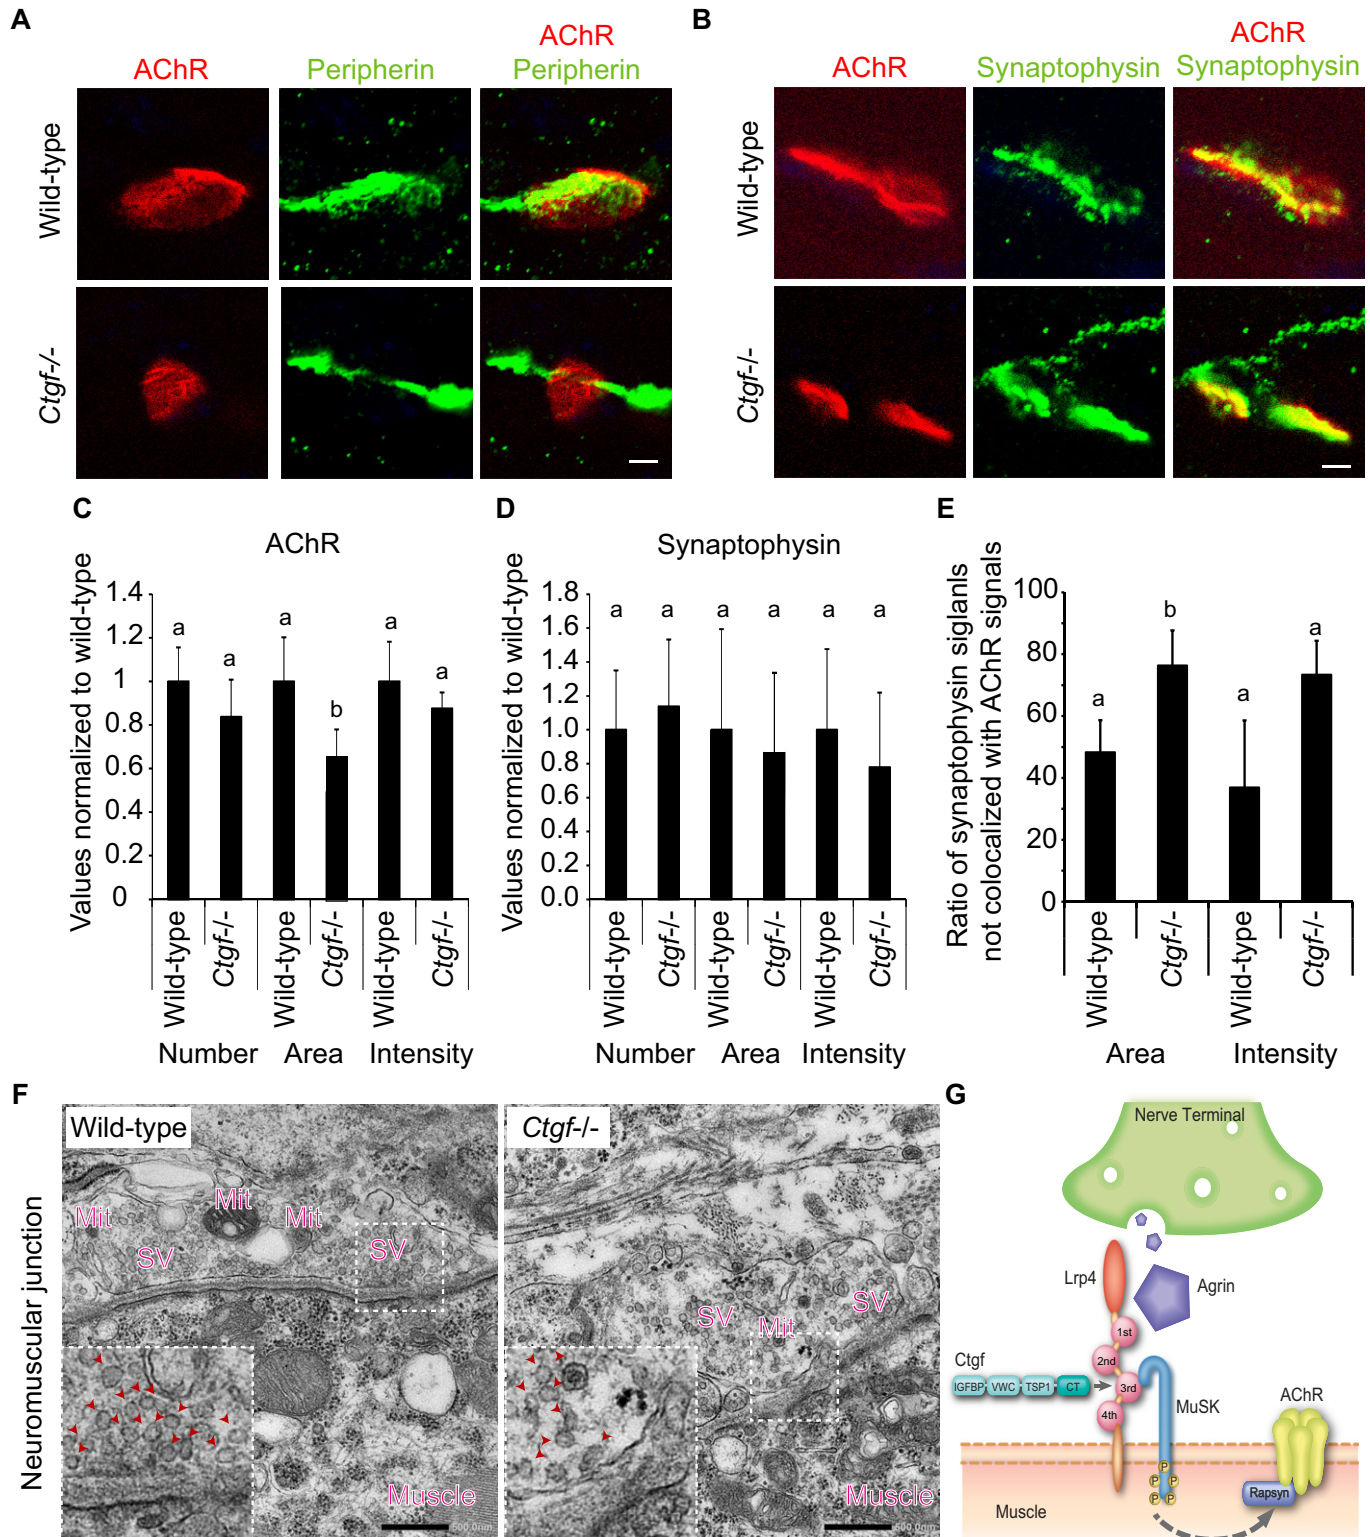 A
AChR
Peripherin
AChR
Peripherin
Wild-type
Ctgf-/-
B
AChR
Synaptophysin
AChR
Synaptophysin
Wild-type
Ctgf-/-
C
AChR
Values normalized to wild-type
1.4
1.2
1
0.8
0.6
0.4
0.2
0
a
a
a
b
a
a
Wild-type
Ctgf-/-
Wild-type
Ctgf-/-
Wild-type
Ctgf-/-
Number
Area
Intensity
D
Synaptophysin
Values normalized to wild-type
1.8
1.6
1.4
1.2
1.0
0.8
0.6
0.4
0.2
0.0
a
a
a
a
a
a
Wild-type
Ctgf-/-
Wild-type
Ctgf-/-
Wild-type
Ctgf-/-
Number
Area
Intensity
E
Ratio of synaptophysin siglanls
not colocalized with AChR signals
100
80
60
40
20
0
a
b
a
a
Wild-type
Ctgf-/-
Wild-type
Ctgf-/-
Area
Intensity
F
Neuromuscular junction
Wild-type
Mit
Mit
Mit
SV
SV
500.0nm
Ctgf-/-
SV
SV
Mit
Muscle
Muscle
500.0nm
G
Nerve Terminal
Lrp4
Agrin
1st
2nd
3rd
4th
Ctgf
IGFBP
VWC
TSP1
CT
MuSK
AChR
P
P
P
P
P
P
Rapsyn
Muscle